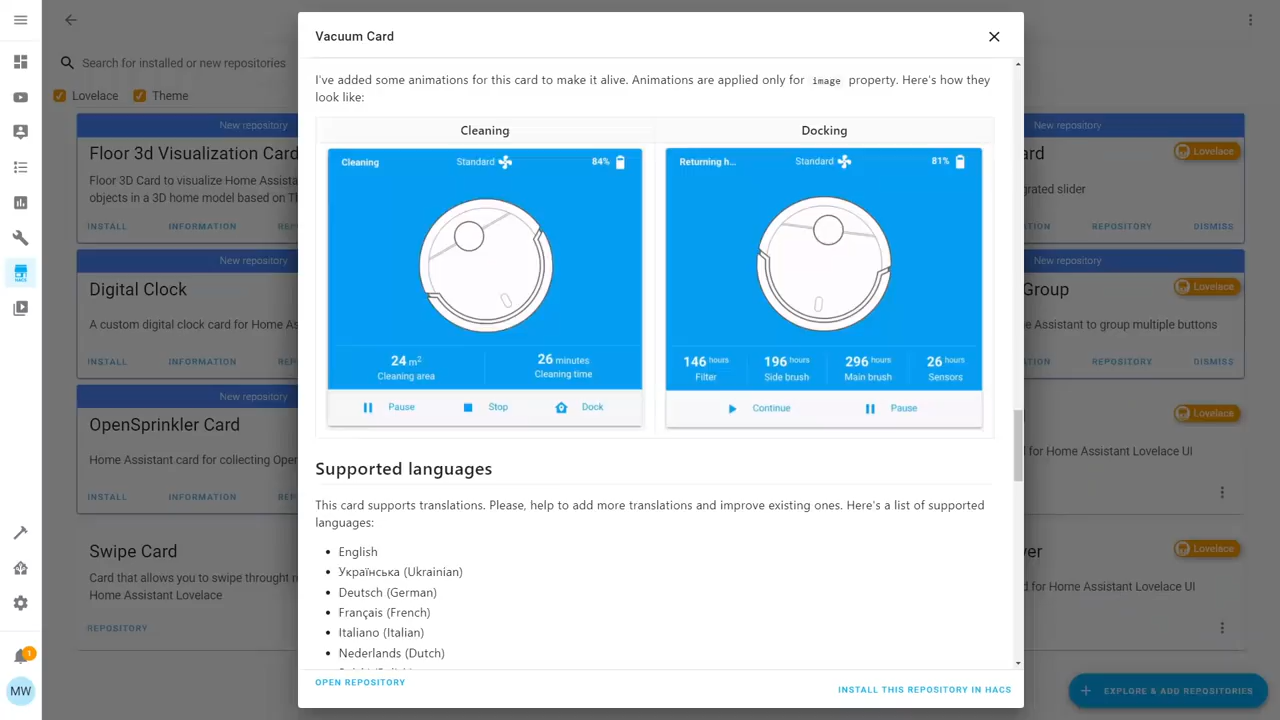 Vacuum Card
Search for installed or new repositories
I've added some animations for this card to make it alive. Animations are applied only for image property. Here's how they
look like:
Lovelace
Theme
Cleaning
Docking
Cleaning
Standard
84%
24 m²
Cleaning area
26 minutes
Cleaning time
Pause
Stop
Dock
Returning h...
Standard
81%
146 hours
Filter
196 hours
Side brush
296 hours
Main brush
26 hours
Sensors
Continue
Pause
Supported languages
This card supports translations. Please, help to add more translations and improve existing ones. Here's a list of supported
languages:
English
Українська (Ukrainian)
Deutsch (German)
Français (French)
Italiano (Italian)
Nederlands (Dutch)
OPEN REPOSITORY
INSTALL THIS REPOSITORY IN HACS
New repository
Floor 3d Visualization Card
Floor 3D Card to visualize Home Assista
objects in a 3D home model based on
INSTALL
INFORMATION
REP
New repository
Digital Clock
A custom digital clock card for Home As
INSTALL
INFORMATION
REP
New repository
OpenSprinkler Card
Home Assistant card for collecting Open
INSTALL
INFORMATION
REP
Swipe Card
Card that allows you to swipe throught
Home Assistant Lovelace
REPOSITORY
New repository
ard
Lovelace
grated slider
TION
REPOSITORY
DISMISS
New repository
Group
Lovelace
e Assistant to group multiple buttons
TION
REPOSITORY
DISMISS
Lovelace
d for Home Assistant Lovelace UI
wer
Lovelace
d for Home Assistant Lovelace UI
EXPLORE & ADD REPOSITORIES
HACS
1
MW